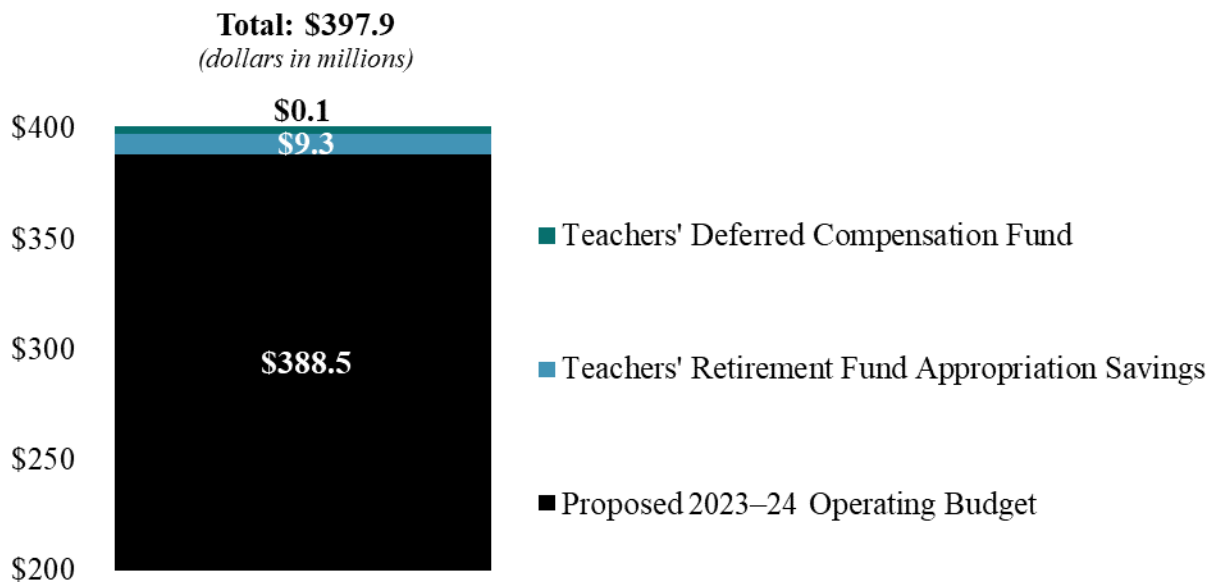 Total: $397.9
(dollars in millions)
$0.1
$400
$9.3
$350
Teachers' Deferred Compensation Fund
$300
$388.5
Teachers' Retirement Fund Appropriation Savings
$250
Proposed 2023–24 Operating Budget
$200